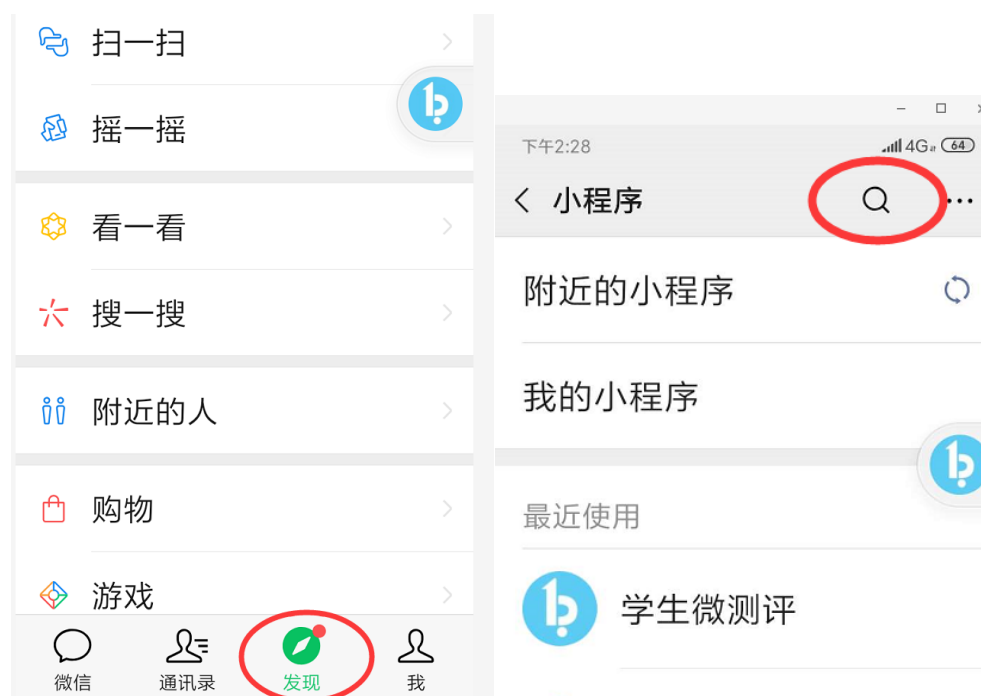 扫一扫
摇一摇
看一看
搜一搜
附近的人
购物
游戏
微信
通讯录
发现
我
下午2:28
4G
64
小程序
附近的小程序
我的小程序
最近使用
学生微测评